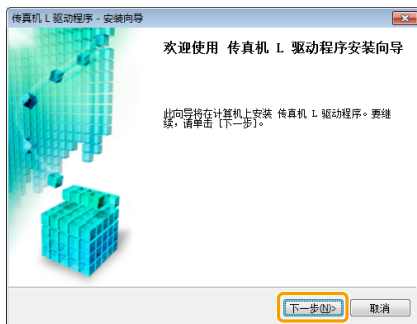 传真机 L 驱动程序 - 安装向导
欢迎使用 传真机 L 驱动程序安装向导
此向导将在计算机上安装 传真机 L 驱动程序。要继
续，请单击 [下一步]。
下一步(N)>
取消